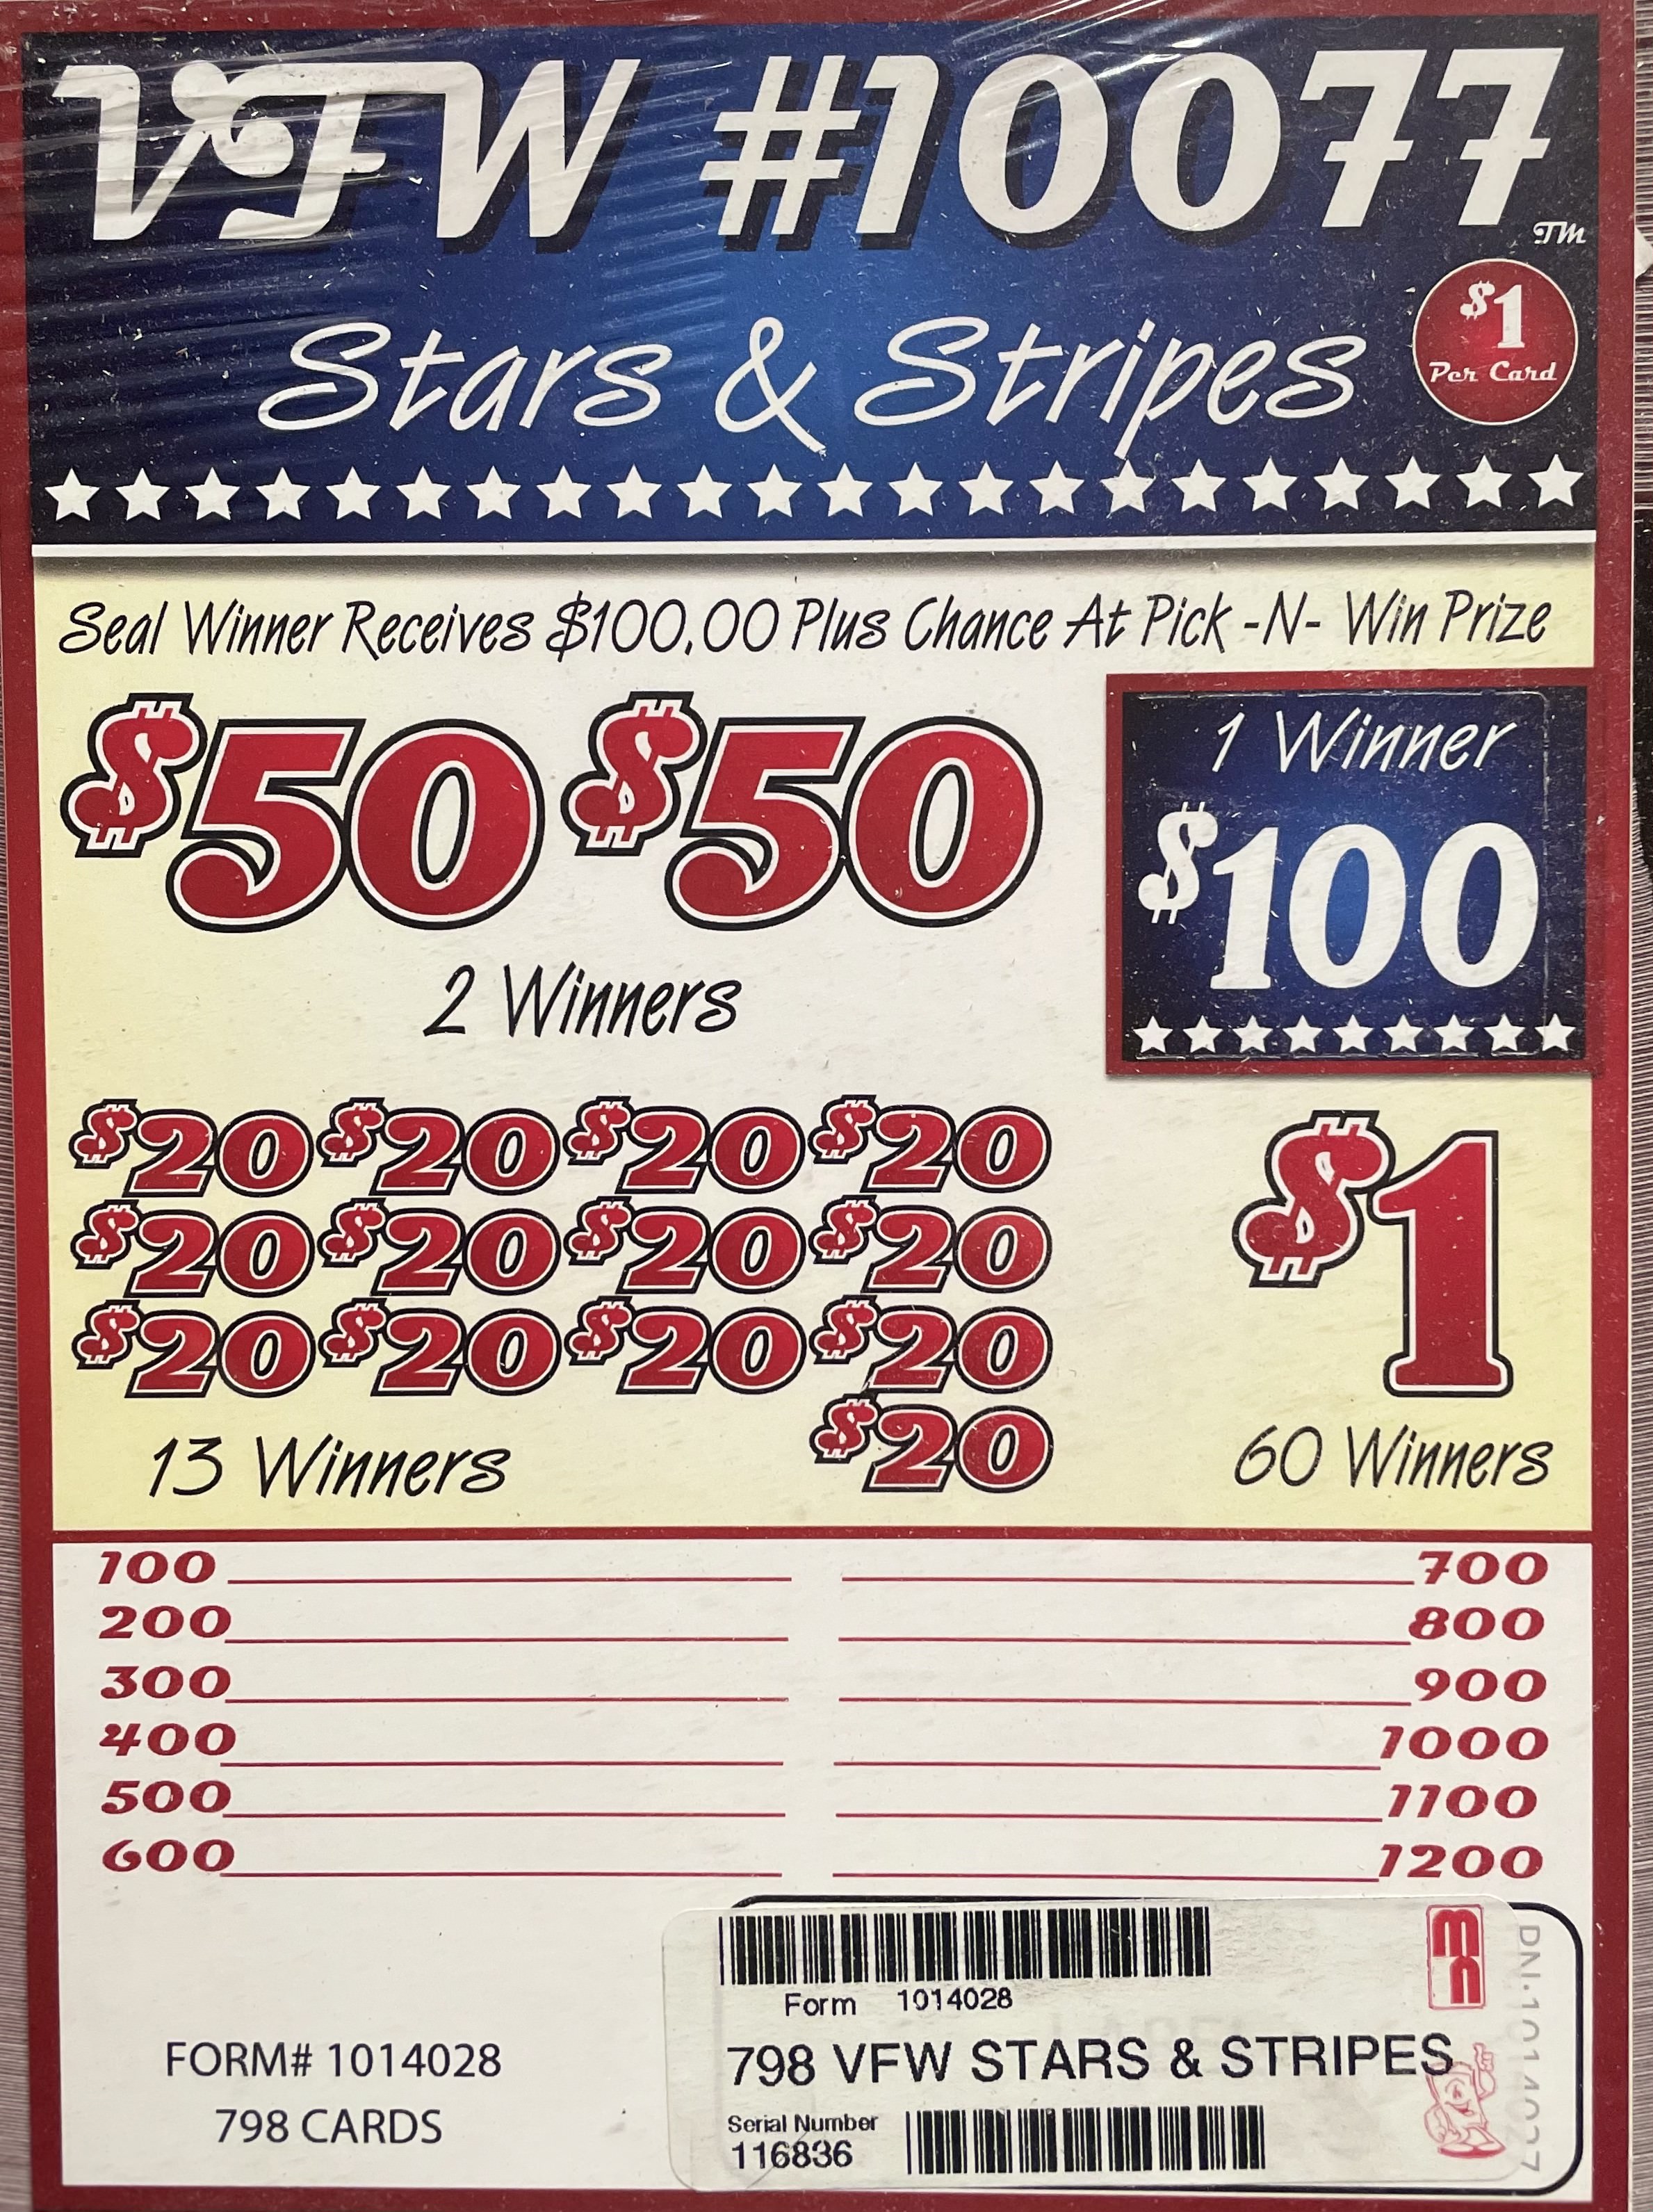 VFW #10077 TM
$1
Per Card
Stars & Stripes
Seal Winner Receives $100.00 Plus Chance At Pick -N- Win Prize
$50 $50
2 Winners
1 Winner
$100
$20 $20 $20 $20
$20 $20 $20 $20
$20 $20 $20 $20
$20
13 Winners
$1
60 Winners
100 700
200 800
300 900
400 1000
500 1100
600 1200
FORM# 1014028
798 CARDS
Form 1014028
798 VFW STARS & STRIPES
Serial Number
116836
DN-1014027